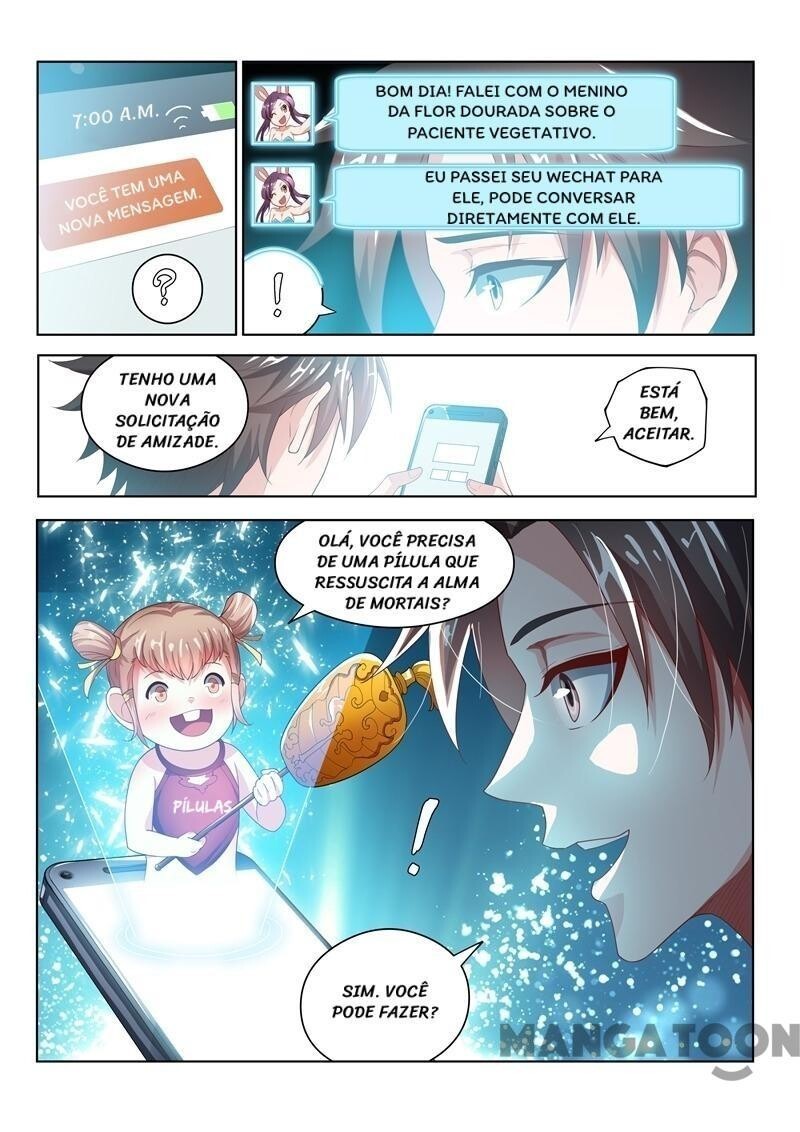 7:00 A.M.
VOCÊ TEM UMA
NOVA MENSAGEM.
?
BOM DIA! FALEI COM O MENINO
DA FLOR DOURADA SOBRE O
PACIENTE VEGETATIVO.
EU PASSEI SEU WECHAT PARA
ELE, PODE CONVERSAR
DIRETAMENTE COM ELE.
!
TENHO UMA
NOVA
SOLICITAÇÃO
DE AMIZADE.
ESTÁ
BEM,
ACEITAR.
OLÁ, VOCÊ PRECISA
DE UMA PÍLULA QUE
RESSUSCITA A ALMA
DE MORTAIS?
PÍLULAS
!
SIM. VOCÊ
PODE FAZER?
MANGATOON